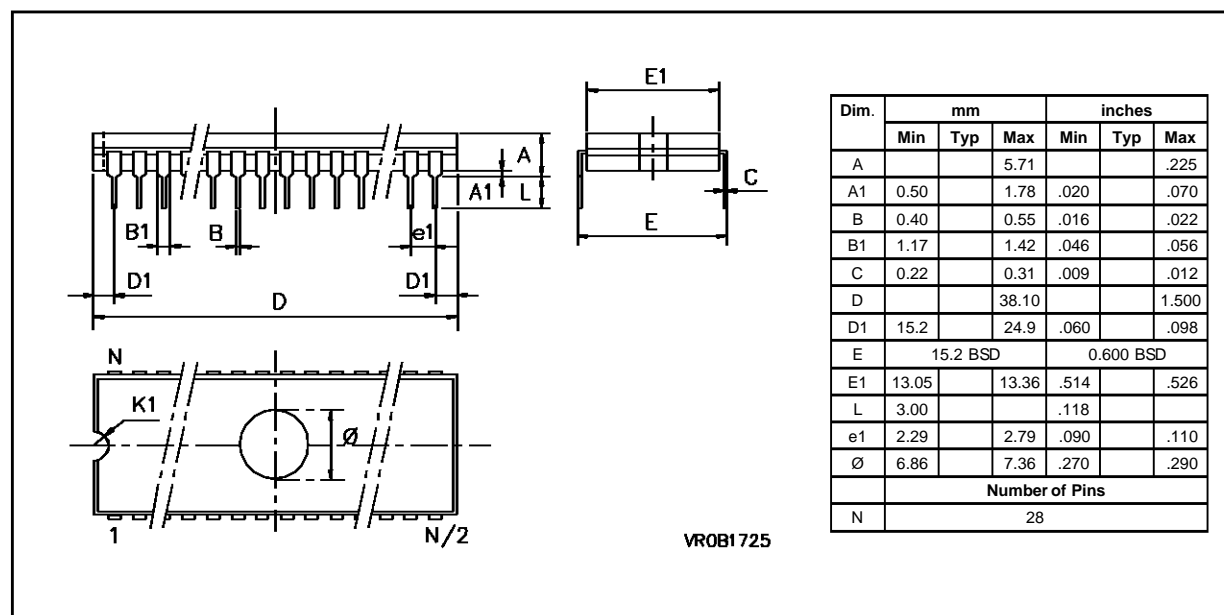 E1
A
A1
L
C
B1
B
e1
E
D1
D1
D
N
K1
Ø
1
N/2
VR0B1725
Dim. mm inches
Min Typ Max Min Typ Max
A 5.71 .225
A1 0.50 1.78 .020 .070
B 0.40 0.55 .016 .022
B1 1.17 1.42 .046 .056
C 0.22 0.31 .009 .012
D 38.10 1.500
D1 15.2 24.9 .060 .098
E 15.2 BSD 0.600 BSD
E1 13.05 13.36 .514 .526
L 3.00 .118
e1 2.29 2.79 .090 .110
Ø 6.86 7.36 .270 .290
Number of Pins
N 28